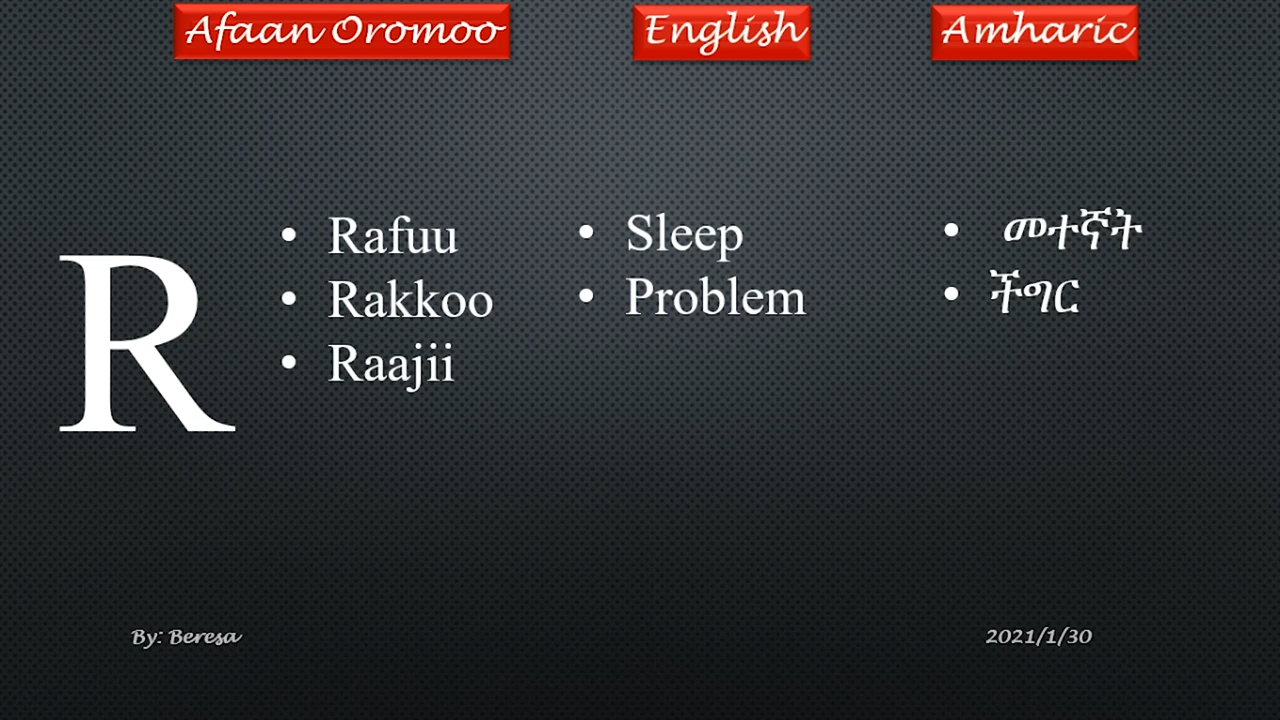 Afaan Oromoo English Amharic
R
• Rafuu • Sleep • መተኛት
• Rakkoo • Problem • ችግር
• Raajii
By: Beresa 2021/1/30